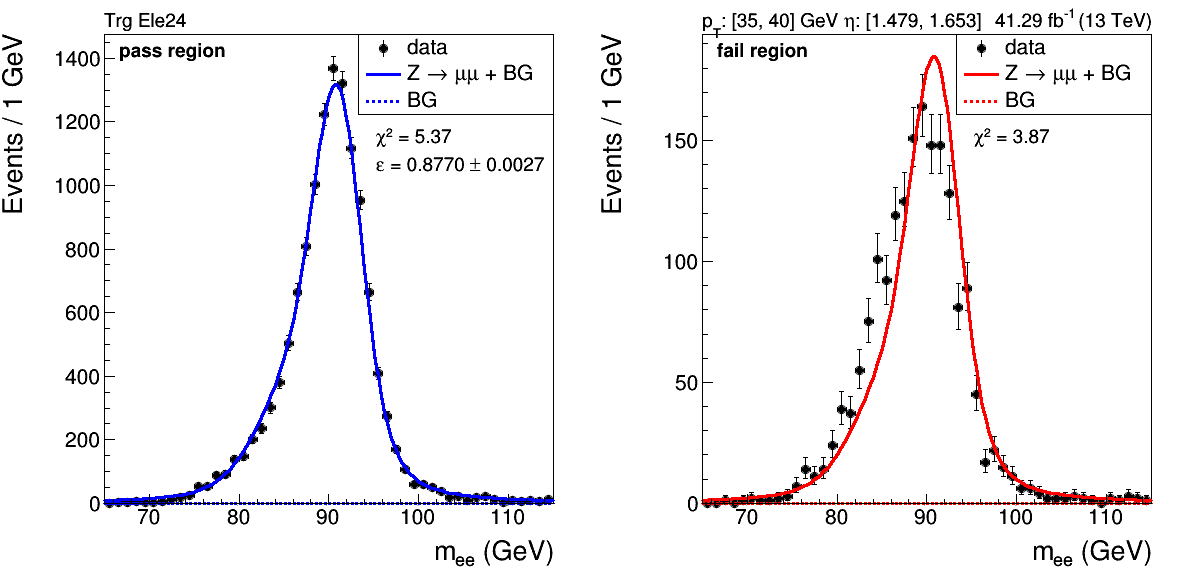 Trg Ele24
pass region
data
Z → μμ + BG
BG
χ² = 5.37
ε = 0.8770 ± 0.0027
Events / 1 GeV
1400
1200
1000
800
600
400
200
0
70 80 90 100 110
mee (GeV)
pT: [35, 40] GeV η: [1.479, 1.653] 41.29 fb⁻¹ (13 TeV)
fail region
data
Z → μμ + BG
BG
χ² = 3.87
Events / 1 GeV
150
100
50
0
70 80 90 100 110
mee (GeV)